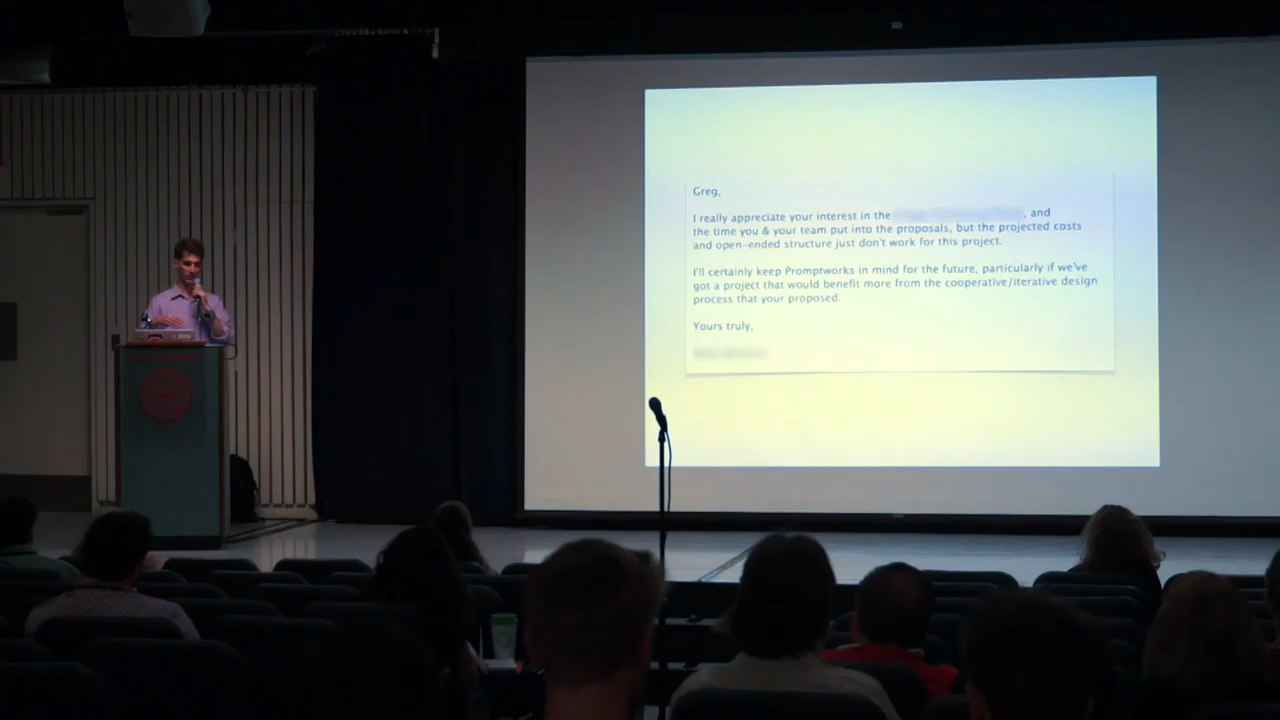 Greg,
I really appreciate your interest in the , and
the time you & your team put into the proposals, but the projected costs
and open-ended structure just don't work for this project.
I'll certainly keep Promptworks in mind for the future, particularly if we've
got a project that would benefit more from the cooperative/iterative design
process that your proposed.
Yours truly,